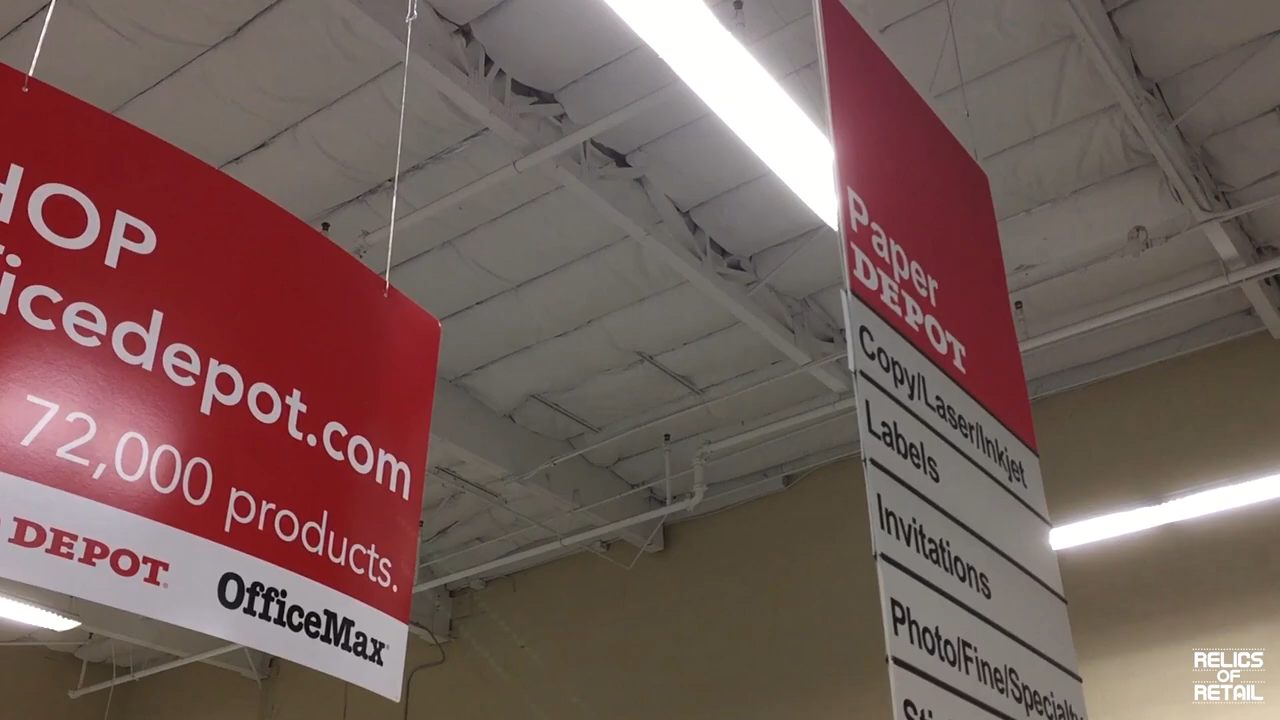 HOP
icedepot.com
72,000 products.
DEPOT
OfficeMax
Paper
DEPOT
Copy/Laser/Inkjet
Labels
Invitations
Photo/Fine/Specialty
RELICS
OF
RETAIL